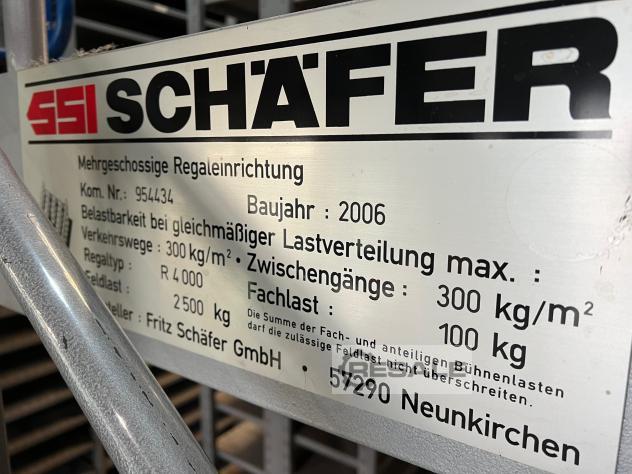 SSI SCHÄFER
Mehrgeschossige Regaleinrichtung
Kom. Nr.: 954434 Baujahr : 2006
Belastbarkeit bei gleichmäßiger Lastverteilung max. :
Verkehrswege : 300 kg/m² • Zwischengänge : 300 kg/m²
Regaltyp: R 4000 Fachlast : 100 kg
Feldlast : 2500 kg Die Summe der Fach- und anteiligen Bühnenlasten
darf die zulässige Feldlast nicht überschreiten.
steller : Fritz Schäfer GmbH • 57290 Neunkirchen
RESALE